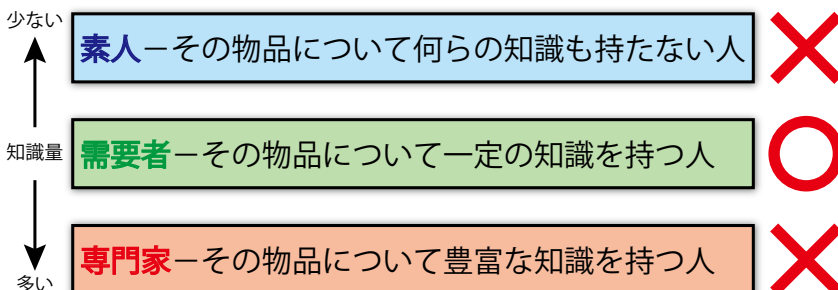 少ない
素人－その物品について何らの知識も持たない人
知識量
需要者－その物品について一定の知識を持つ人
専門家－その物品について豊富な知識を持つ人
多い